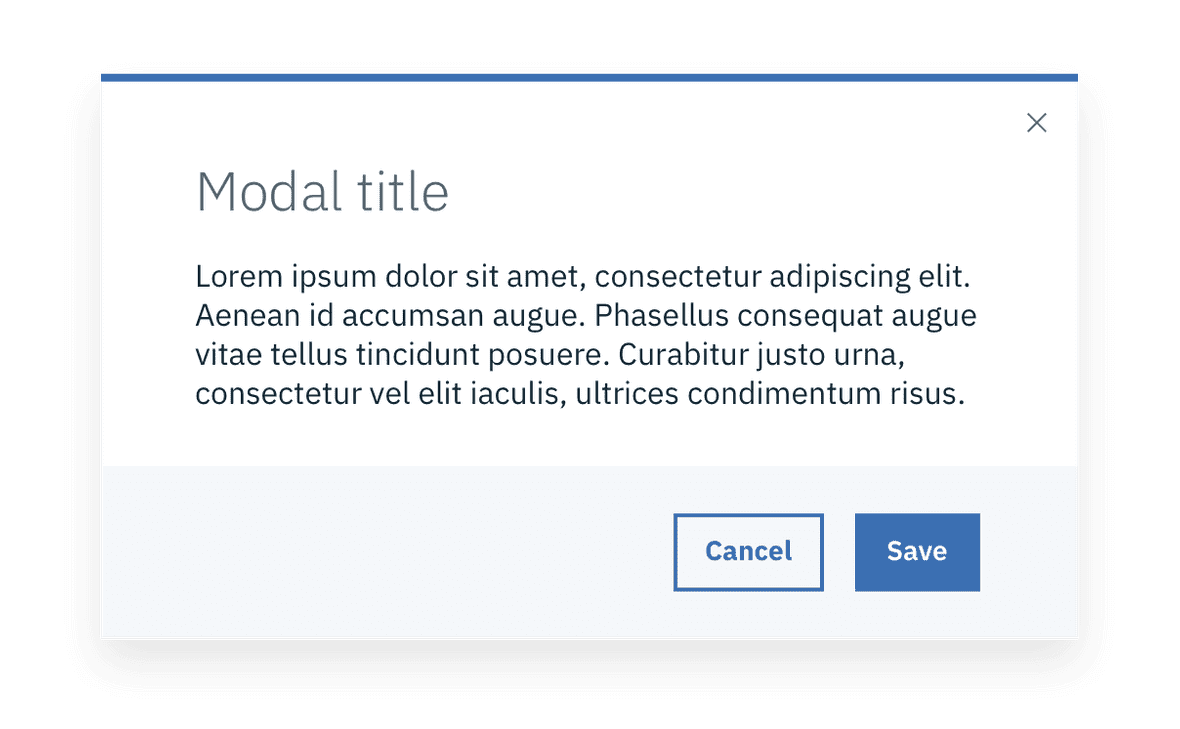 Modal title
Lorem ipsum dolor sit amet, consectetur adipiscing elit.
Aenean id accumsan augue. Phasellus consequat augue
vitae tellus tincidunt posuere. Curabitur justo urna,
consectetur vel elit iaculis, ultrices condimentum risus.
Cancel
Save